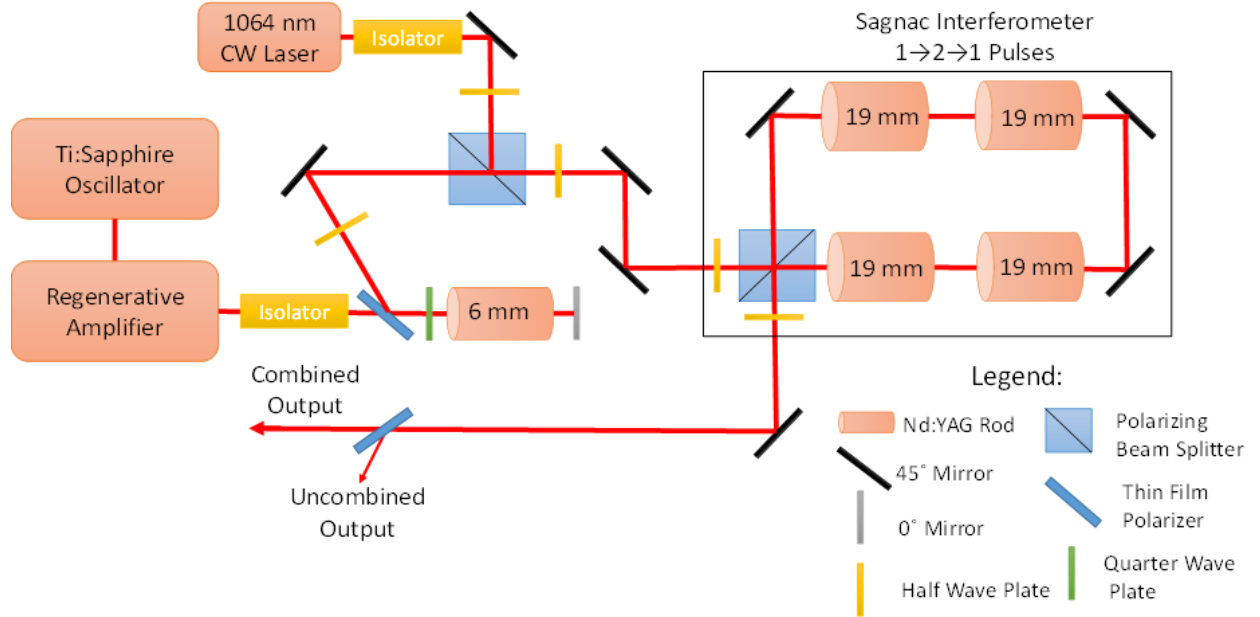 1064 nm
CW Laser
Isolator
Sagnac Interferometer
1→2→1 Pulses
19 mm
19 mm
Ti:Sapphire
Oscillator
19 mm
19 mm
Regenerative
Amplifier
Isolator
6 mm
Combined
Output
Uncombined
Output
Legend:
Nd:YAG Rod
Polarizing
Beam Splitter
45° Mirror
Thin Film
Polarizer
0° Mirror
Quarter Wave
Plate
Half Wave Plate